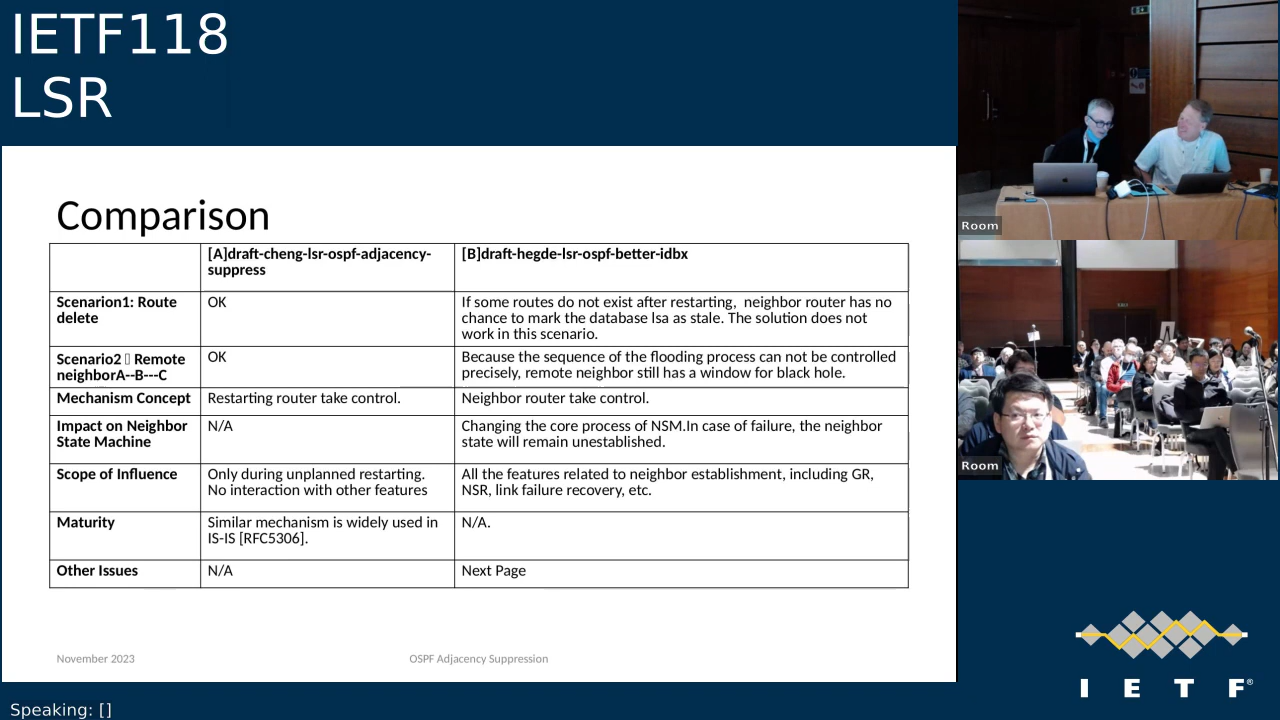 IETF118
LSR
Comparison
[A]draft-cheng-lsr-ospf-adjacency-
suppress
[B]draft-hegde-lsr-ospf-better-idbx
Scenarion1: Route
delete
OK
If some routes do not exist after restarting, neighbor router has no
chance to mark the database lsa as stale. The solution does not
work in this scenario.
Scenario2 ▯ Remote
neighborA--B---C
OK
Because the sequence of the flooding process can not be controlled
precisely, remote neighbor still has a window for black hole.
Mechanism Concept
Restarting router take control.
Neighbor router take control.
Impact on Neighbor
State Machine
N/A
Changing the core process of NSM.In case of failure, the neighbor
state will remain unestablished.
Scope of Influence
Only during unplanned restarting.
No interaction with other features
All the features related to neighbor establishment, including GR,
NSR, link failure recovery, etc.
Maturity
Similar mechanism is widely used in
IS-IS [RFC5306].
N/A.
Other Issues
N/A
Next Page
November 2023
OSPF Adjacency Suppression
Room
Room
I E T F®
Speaking: []